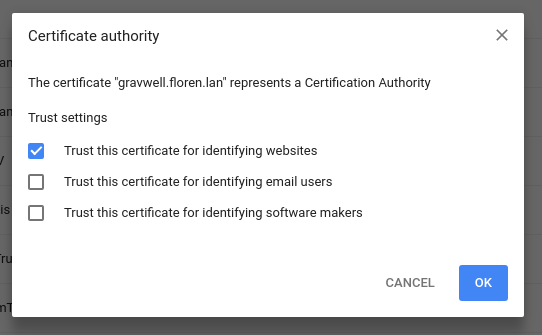 Certificate authority
The certificate "gravwell.floren.lan" represents a Certification Authority
Trust settings
Trust this certificate for identifying websites
Trust this certificate for identifying email users
Trust this certificate for identifying software makers
CANCEL OK